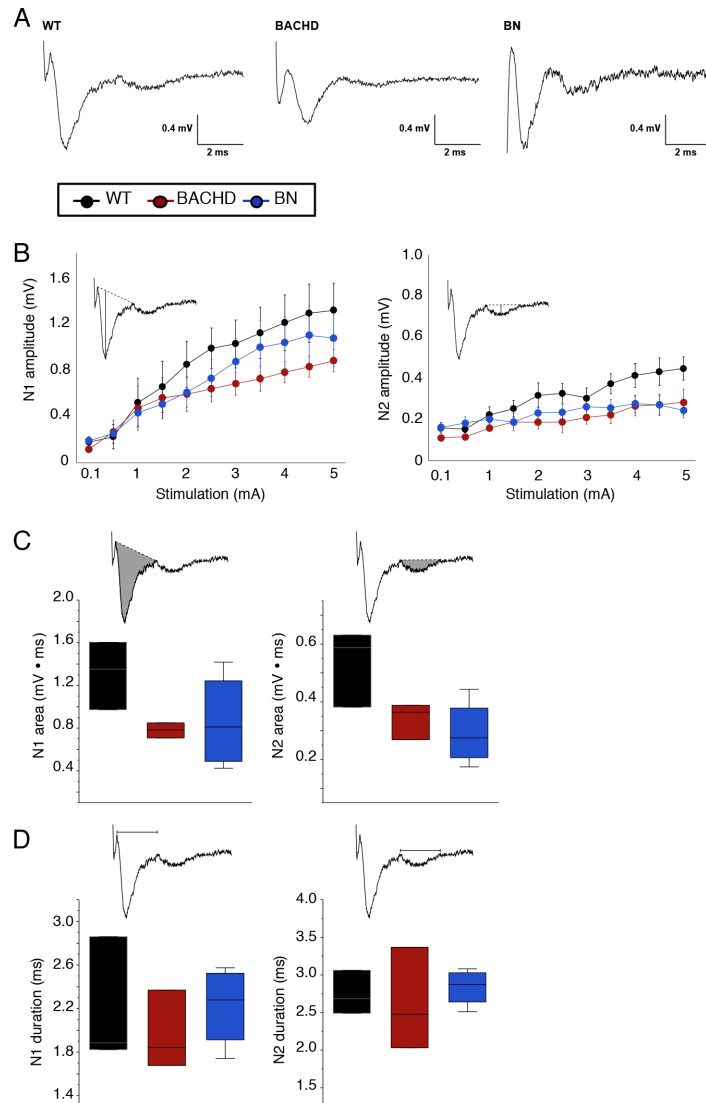 A
WT
BACHD
BN
0.4 mV
2 ms
0.4 mV
2 ms
0.4 mV
2 ms
WT BACHD BN
B
N1 amplitude (mV)
1.6
1.2
0.8
0.4
0
0.1 1 2 3 4 5
Stimulation (mA)
N2 amplitude (mV)
1.0
0.8
0.6
0.4
0.2
0
0.1 1 2 3 4 5
Stimulation (mA)
C
N1 area (mV • ms)
2.0
1.6
1.2
0.8
0.4
N2 area (mV • ms)
0.6
0.4
0.2
D
N1 duration (ms)
3.0
2.6
2.2
1.8
1.4
N2 duration (ms)
4.0
3.5
3.0
2.5
2.0
1.5